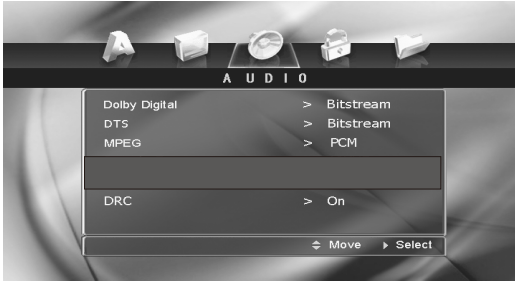 A U D I O
Dolby Digital > Bitstream
DTS > Bitstream
MPEG > PCM
DRC > On
Move Select